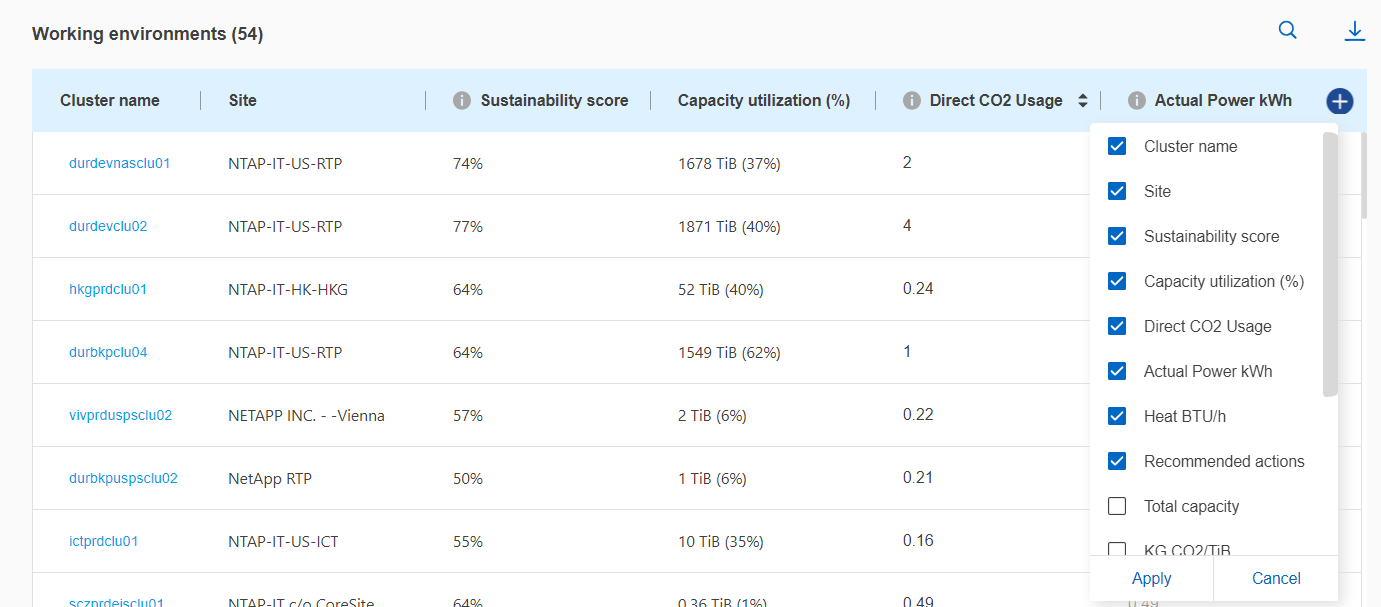 Working environments (54)
Cluster name Site Sustainability score Capacity utilization (%) Direct CO2 Usage Actual Power kWh
durdevnasclu01 NTAP-IT-US-RTP 74% 1678 TiB (37%) 2
durdevclu02 NTAP-IT-US-RTP 77% 1871 TiB (40%) 4
hkgprdclu01 NTAP-IT-HK-HKG 64% 52 TiB (40%) 0.24
durbkpclu04 NTAP-IT-US-RTP 64% 1549 TiB (62%) 1
vivprduspsclu02 NETAPP INC. - -Vienna 57% 2 TiB (6%) 0.22
durbkpuspsclu02 NetApp RTP 50% 1 TiB (6%) 0.21
ictprdclu01 NTAP-IT-US-ICT 55% 10 TiB (35%) 0.16
sczprdejsclu01 NTAP-IT c/o CoreSite 64% 0.36 TiB (1%) 0.49 0.49
Cluster name
Site
Sustainability score
Capacity utilization (%)
Direct CO2 Usage
Actual Power kWh
Heat BTU/h
Recommended actions
Total capacity
KG CO2/TiB
Apply Cancel